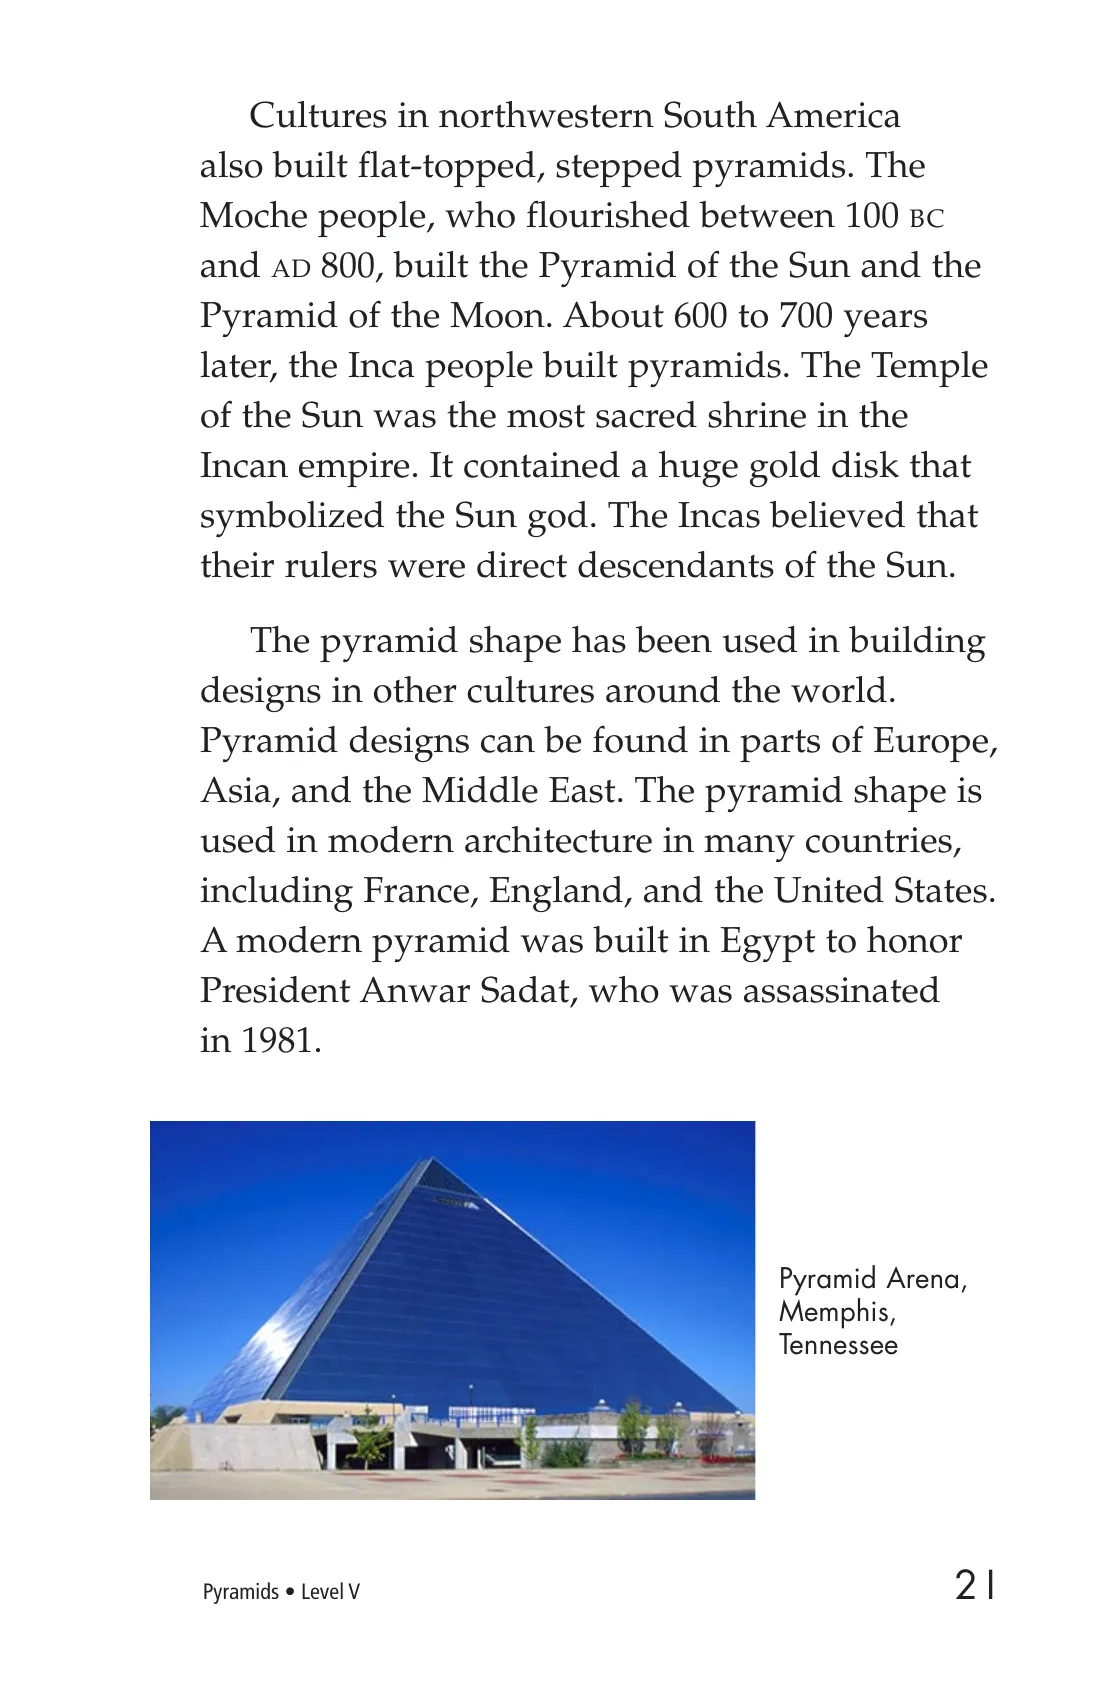 Cultures in northwestern South America
also built flat-topped, stepped pyramids. The
Moche people, who flourished between 100 BC
and AD 800, built the Pyramid of the Sun and the
Pyramid of the Moon. About 600 to 700 years
later, the Inca people built pyramids. The Temple
of the Sun was the most sacred shrine in the
Incan empire. It contained a huge gold disk that
symbolized the Sun god. The Incas believed that
their rulers were direct descendants of the Sun.
The pyramid shape has been used in building
designs in other cultures around the world.
Pyramid designs can be found in parts of Europe,
Asia, and the Middle East. The pyramid shape is
used in modern architecture in many countries,
including France, England, and the United States.
A modern pyramid was built in Egypt to honor
President Anwar Sadat, who was assassinated
in 1981.
Pyramid Arena,
Memphis,
Tennessee
Pyramids • Level V
21